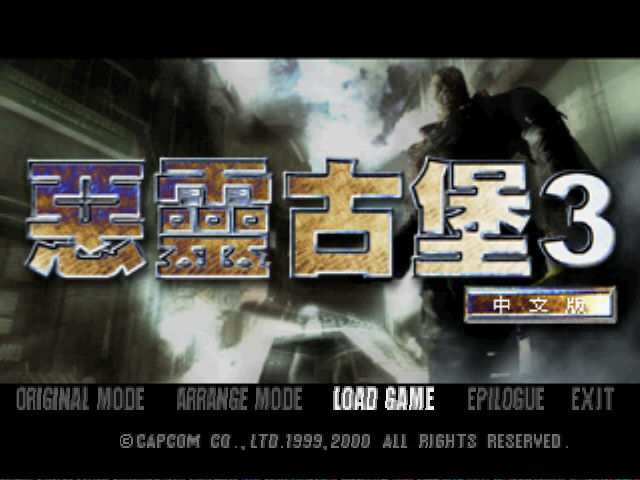 惡靈古堡3
中文版
ORIGINAL MODE ARRANGE MODE LOAD GAME EPILOGUE EXIT
©CAPCOM CO.,LTD.1999,2000 ALL RIGHTS RESERVED.